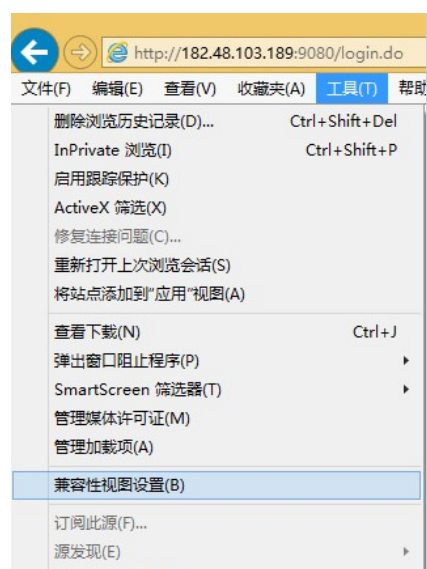 http://182.48.103.189:9080/login.do
文件(F) 编辑(E) 查看(V) 收藏夹(A) 工具(T) 帮助
删除浏览历史记录(D)... Ctrl+Shift+Del
InPrivate 浏览(I) Ctrl+Shift+P
启用跟踪保护(K)
ActiveX 筛选(X)
修复连接问题(C)...
重新打开上次浏览会话(S)
将站点添加到“应用”视图(A)
查看下载(N) Ctrl+J
弹出窗口阻止程序(P)
SmartScreen 筛选器(T)
管理媒体许可证(M)
管理加载项(A)
兼容性视图设置(B)
订阅此源(F)...
源发现(E)